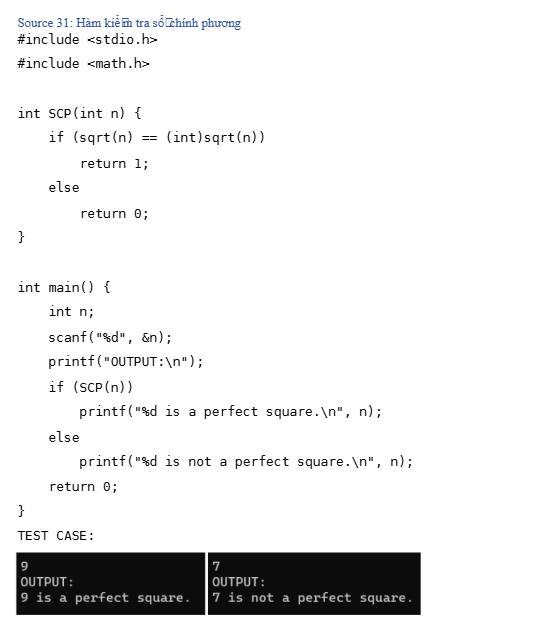 Source 31: Hàm kiểm tra số chính phương
#include <stdio.h>
#include <math.h>
int SCP(int n) {
    if (sqrt(n) == (int)sqrt(n))
        return 1;
    else
        return 0;
}
int main() {
    int n;
    scanf("%d", &n);
    printf("OUTPUT:\n");
    if (SCP(n))
        printf("%d is a perfect square.\n", n);
    else
        printf("%d is not a perfect square.\n", n);
    return 0;
}
TEST CASE:
9
OUTPUT:
9 is a perfect square.
7
OUTPUT:
7 is not a perfect square.